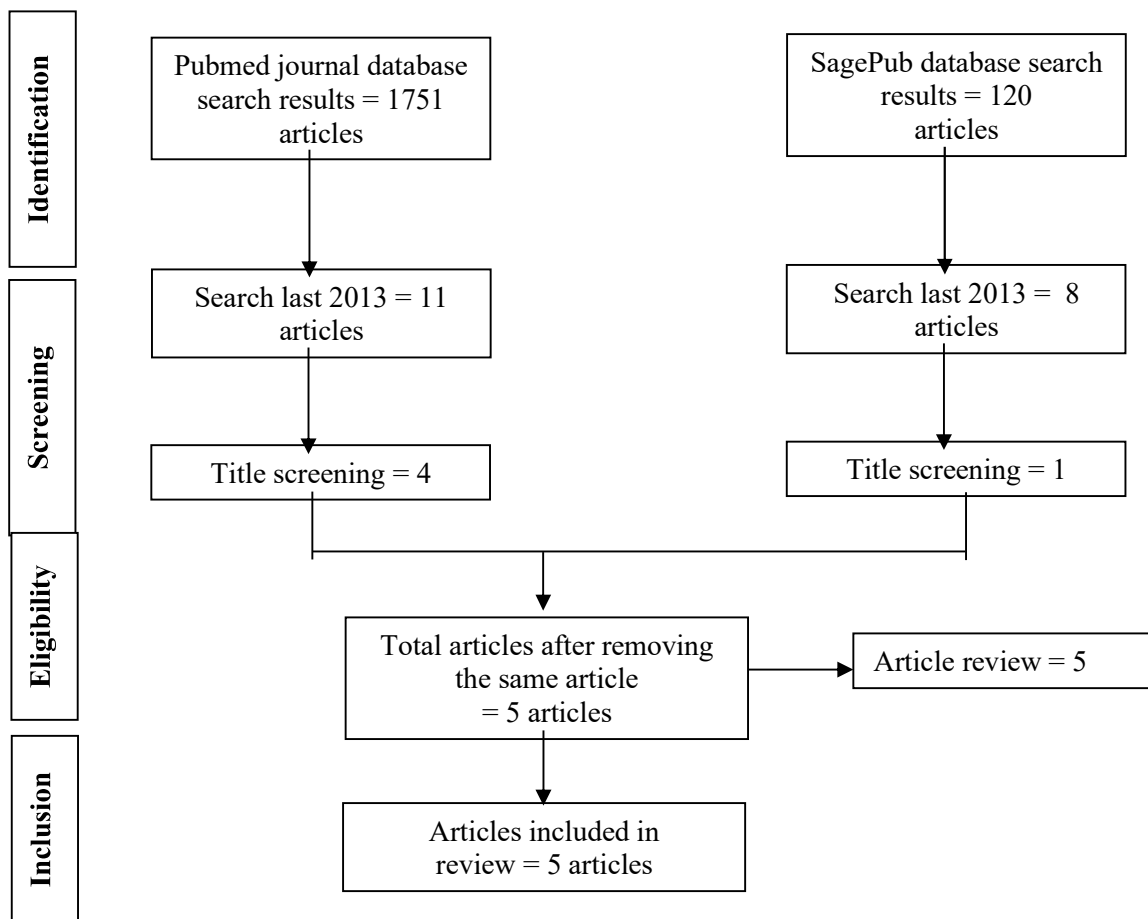 Identification
Pubmed journal database
search results = 1751
articles
SagePub database search
results = 120
articles
Screening
Search last 2013 = 11
articles
Search last 2013 =  8
articles
Title screening = 4
Title screening = 1
Eligibility
Total articles after removing
the same article
= 5 articles
Article review = 5
Inclusion
Articles included in
review = 5 articles